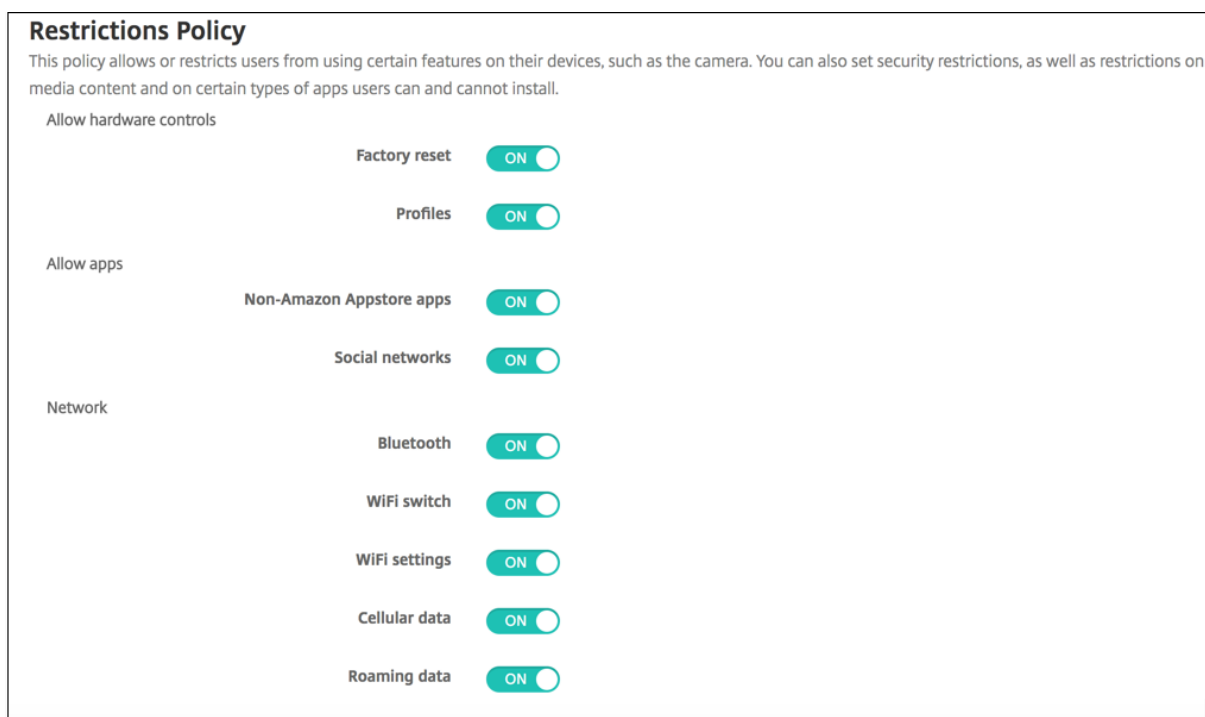 Restrictions Policy
This policy allows or restricts users from using certain features on their devices, such as the camera. You can also set security restrictions, as well as restrictions on
media content and on certain types of apps users can and cannot install.
Allow hardware controls
Factory reset ON
Profiles ON
Allow apps
Non-Amazon Appstore apps ON
Social networks ON
Network
Bluetooth ON
WiFi switch ON
WiFi settings ON
Cellular data ON
Roaming data ON